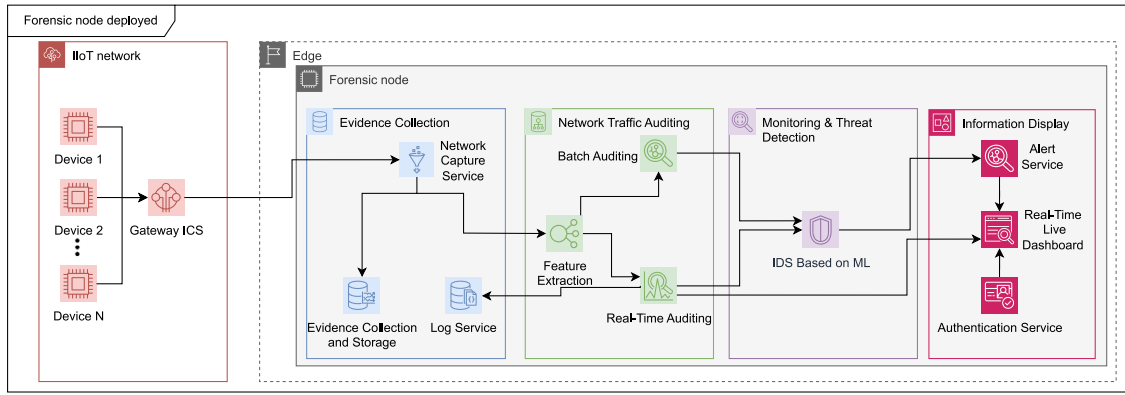 Forensic node deployed
IIoT network
Device 1
Device 2
Device N
Gateway ICS
Edge
Forensic node
Evidence Collection
Network
Capture
Service
Evidence Collection
and Storage
Log Service
Network Traffic Auditing
Batch Auditing
Feature
Extraction
Real-Time Auditing
Monitoring & Threat
Detection
IDS Based on ML
Information Display
Alert
Service
Real-Time
Live
Dashboard
Authentication Service